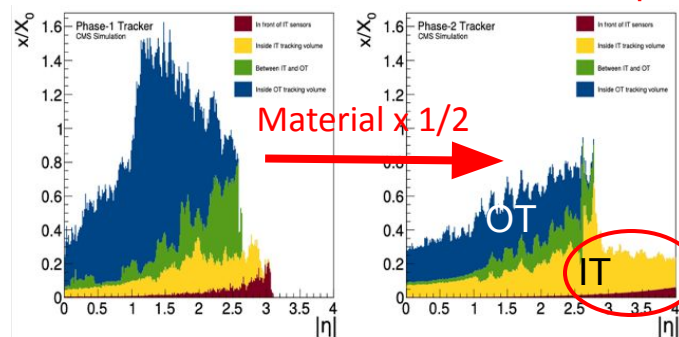 Phase-1 Tracker
CMS Simulation
x/X0
In front of IT sensors
Inside IT tracking volume
Between IT and OT
Inside OT tracking volume
1.6
1.4
1.2
1
0.8
0.6
0.4
0.2
0
0 0.5 1 1.5 2 2.5 3 3.5 4
|η|
Material x 1/2
Phase-2 Tracker
CMS Simulation
x/X0
In front of IT sensors
Inside IT tracking volume
Between IT and OT
Inside OT tracking volume
1.6
1.4
1.2
1
0.8
0.6
0.4
0.2
0
OT
IT
0 0.5 1 1.5 2 2.5 3 3.5 4
|η|